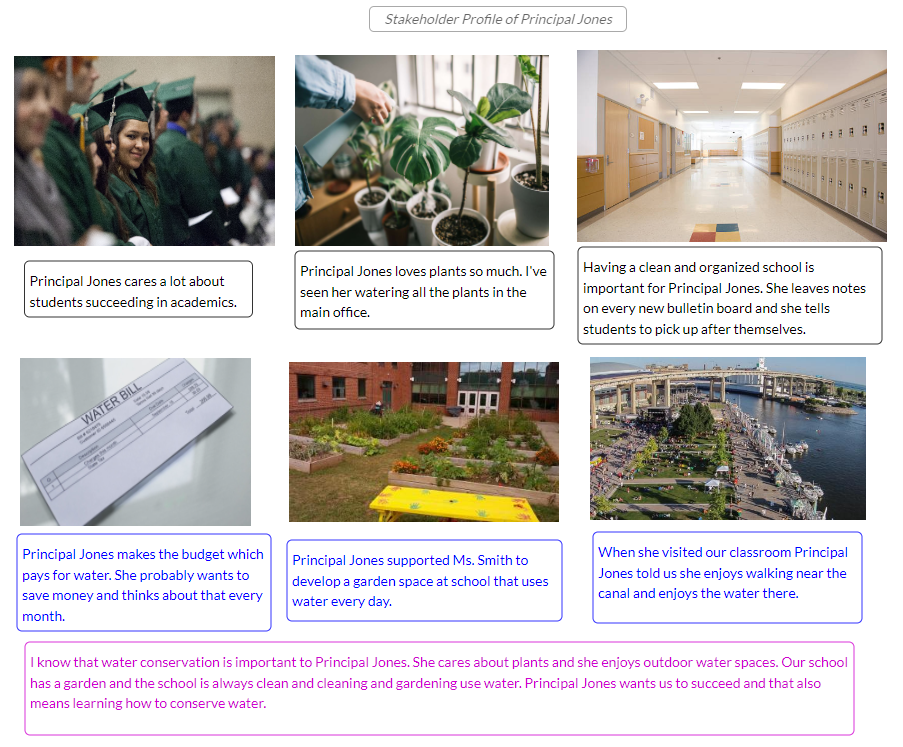 Stakeholder Profile of Principal Jones
Principal Jones cares a lot about
students succeeding in academics.
Principal Jones loves plants so much. I've
seen her watering all the plants in the
main office.
Having a clean and organized school is
important for Principal Jones. She leaves notes
on every new bulletin board and she tells
students to pick up after themselves.
WATER BILL
Total
Principal Jones makes the budget which
pays for water. She probably wants to
save money and thinks about that every
month.
Principal Jones supported Ms. Smith to
develop a garden space at school that uses
water every day.
When she visited our classroom Principal
Jones told us she enjoys walking near the
canal and enjoys the water there.
I know that water conservation is important to Principal Jones. She cares about plants and she enjoys outdoor water spaces. Our school
has a garden and the school is always clean and cleaning and gardening use water. Principal Jones wants us to succeed and that also
means learning how to conserve water.